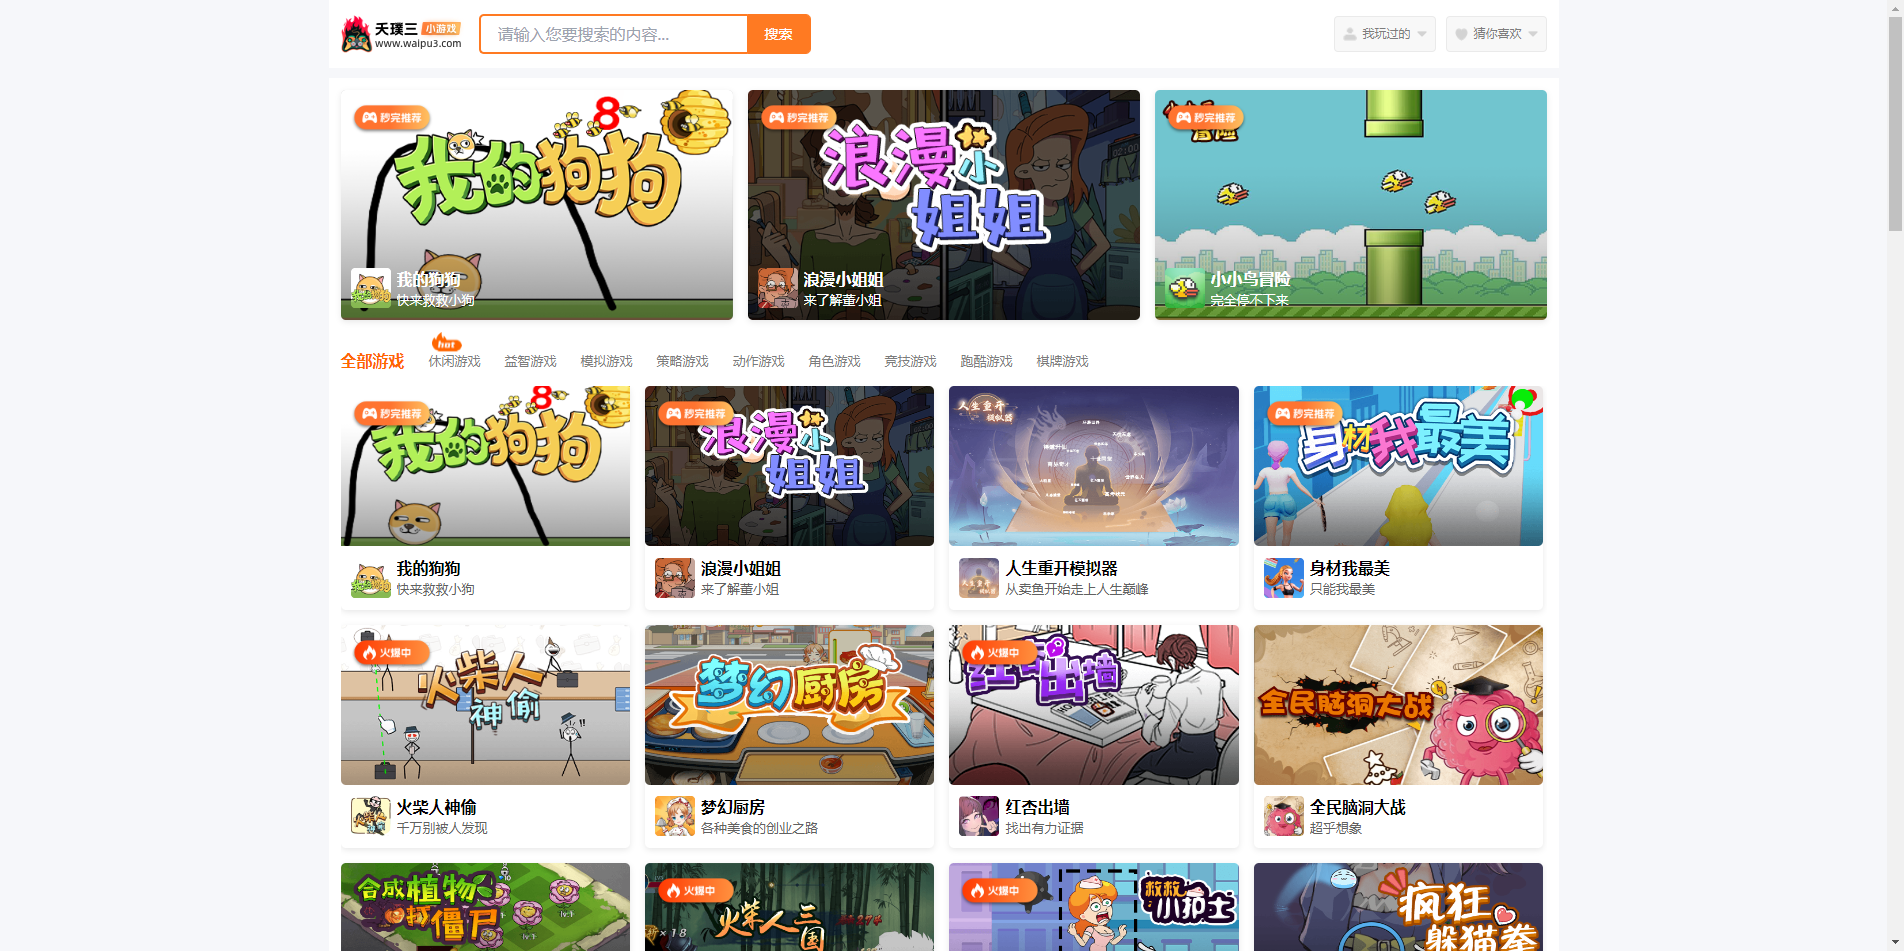 天璞三 小游戏
www.waipu3.com
请输入您要搜索的内容...
搜索
我玩过的
猜你喜欢
秒完推荐
8
我的狗狗
我的狗狗
快来救救小狗
秒完推荐
浪漫小姐姐
02:00
浪漫小姐姐
来了解董小姐
秒完推荐
冒险
小小鸟冒险
完全停不下来
hot
全部游戏 休闲游戏 益智游戏 模拟游戏 策略游戏 动作游戏 角色游戏 竞技游戏 跑酷游戏 棋牌游戏
秒完推荐
8
我的狗狗
我的狗狗
快来救救小狗
秒完推荐
浪漫小姐姐
浪漫小姐姐
来了解董小姐
人生重开
模拟器
人生重开模拟器
从卖鱼开始走上人生巅峰
秒完推荐
身材我最美
身材我最美
只能我最美
火爆中
火柴人
神偷
火柴人神偷
千万别被人发现
梦幻厨房
梦幻厨房
各种美食的创业之路
火爆中
红杏出墙
红杏出墙
找出有力证据
全民脑洞大战
全民脑洞大战
超乎想象
合成植物
打僵尸
火爆中
火柴人三国
× 18
火爆中
救救
小护士
疯狂
躲猫拳